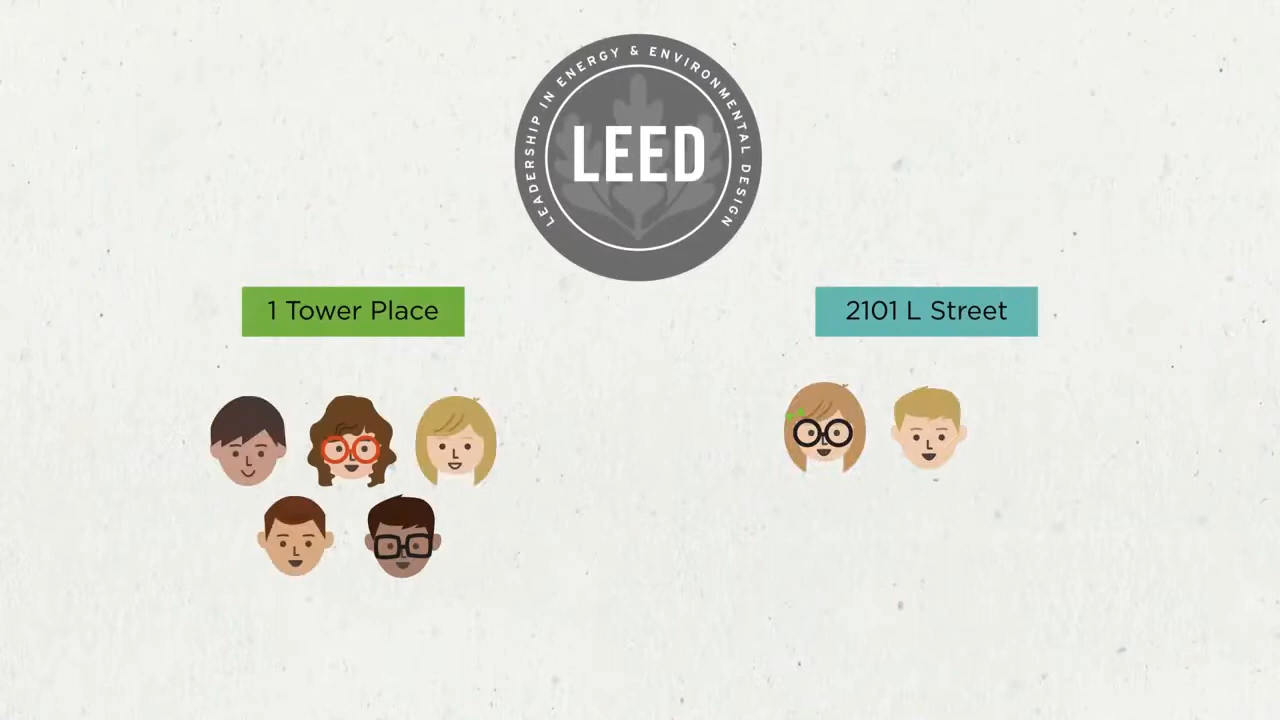 LEADERSHIP IN ENERGY & ENVIRONMENTAL DESIGN
LEED
1 Tower Place
2101 L Street